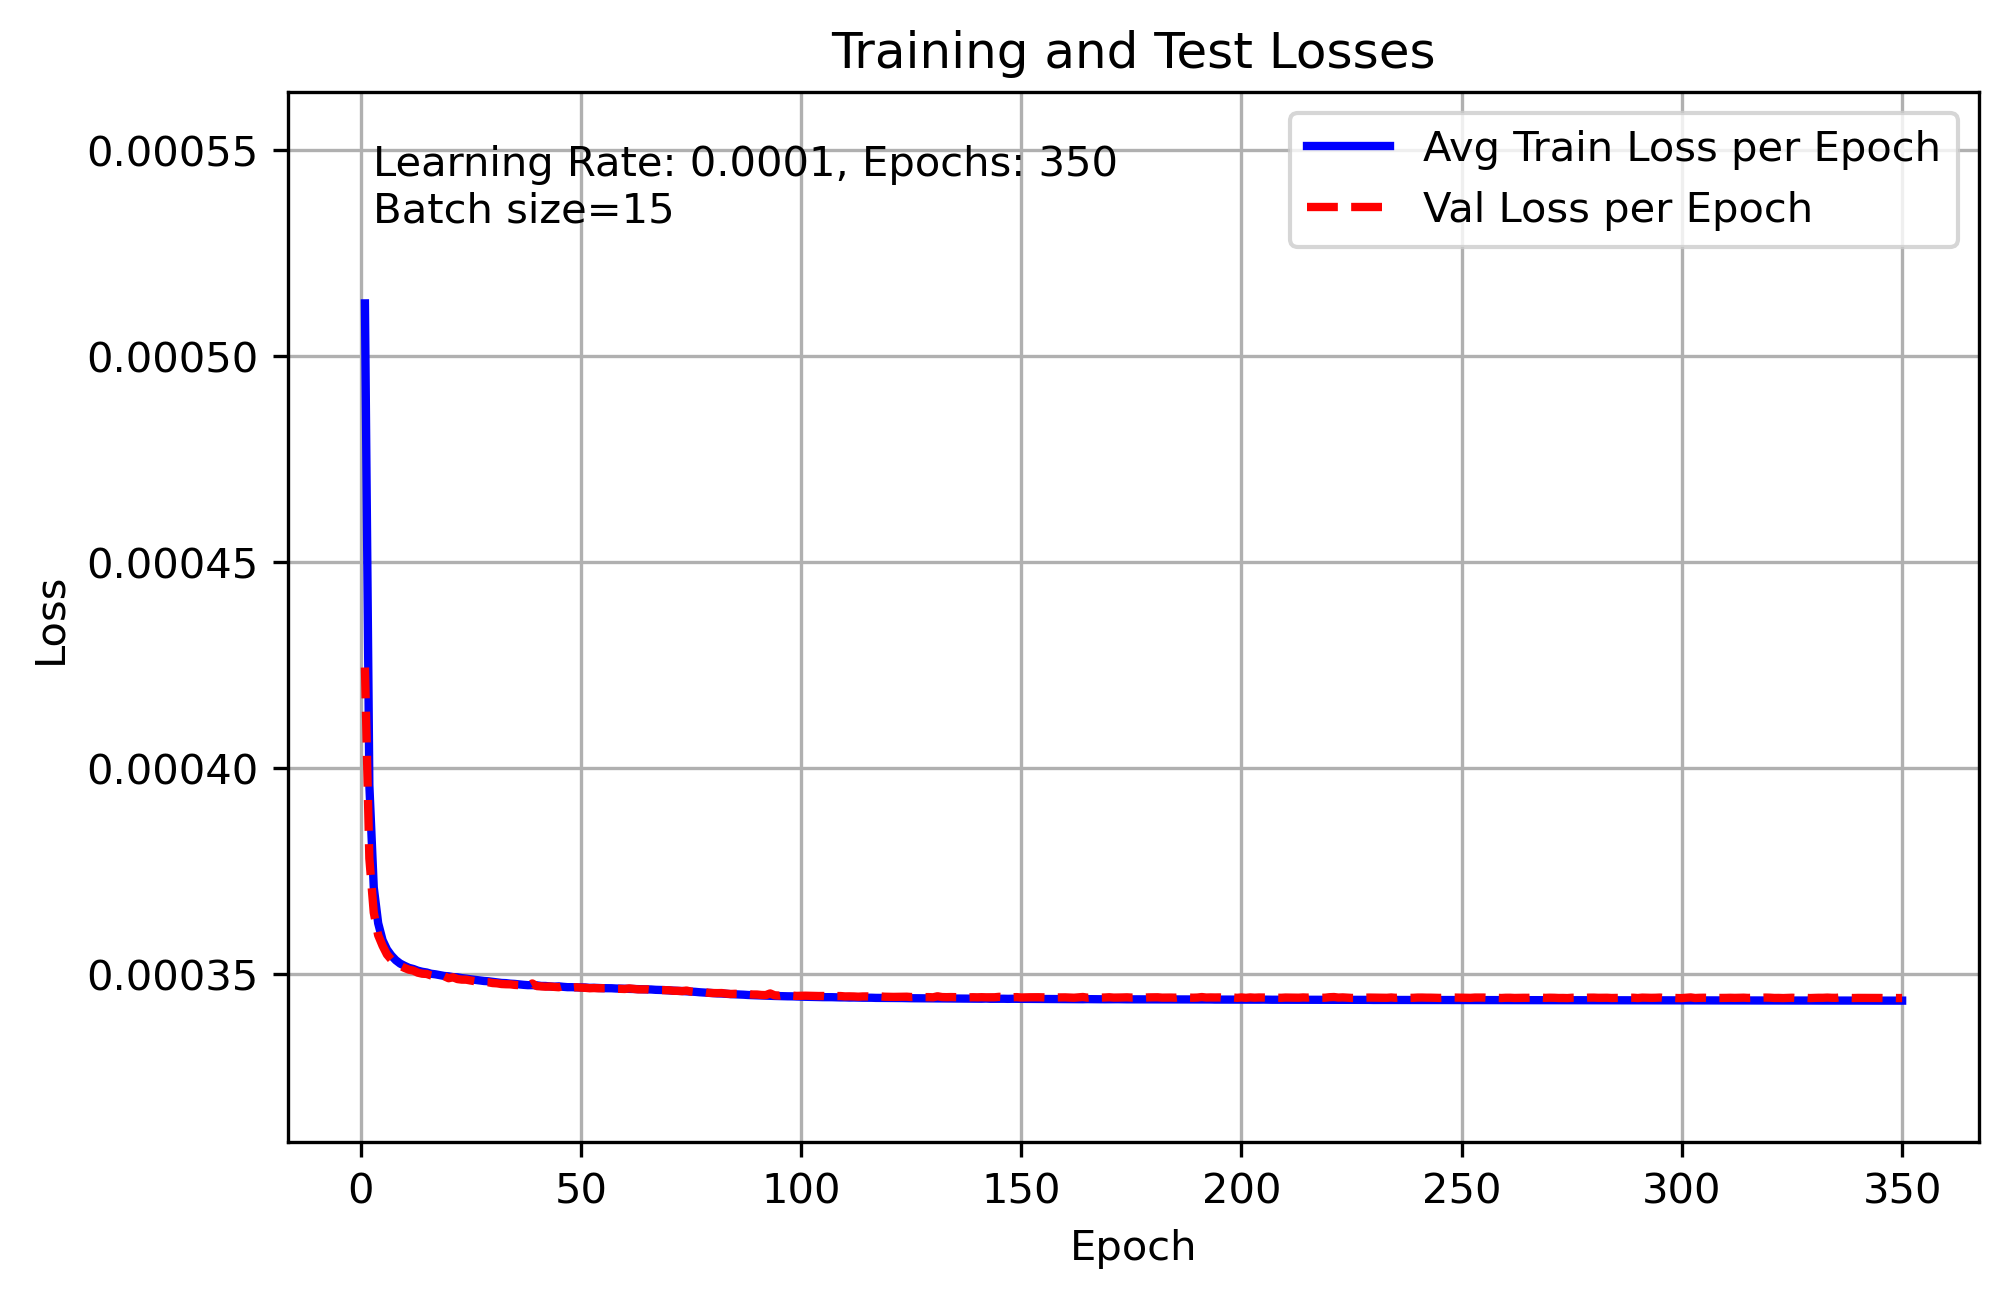 Training and Test Losses
Learning Rate: 0.0001, Epochs: 350
Batch size=15
Avg Train Loss per Epoch
Val Loss per Epoch
0.00055
0.00050
0.00045
0.00040
0.00035
Loss
0 50 100 150 200 250 300 350
Epoch